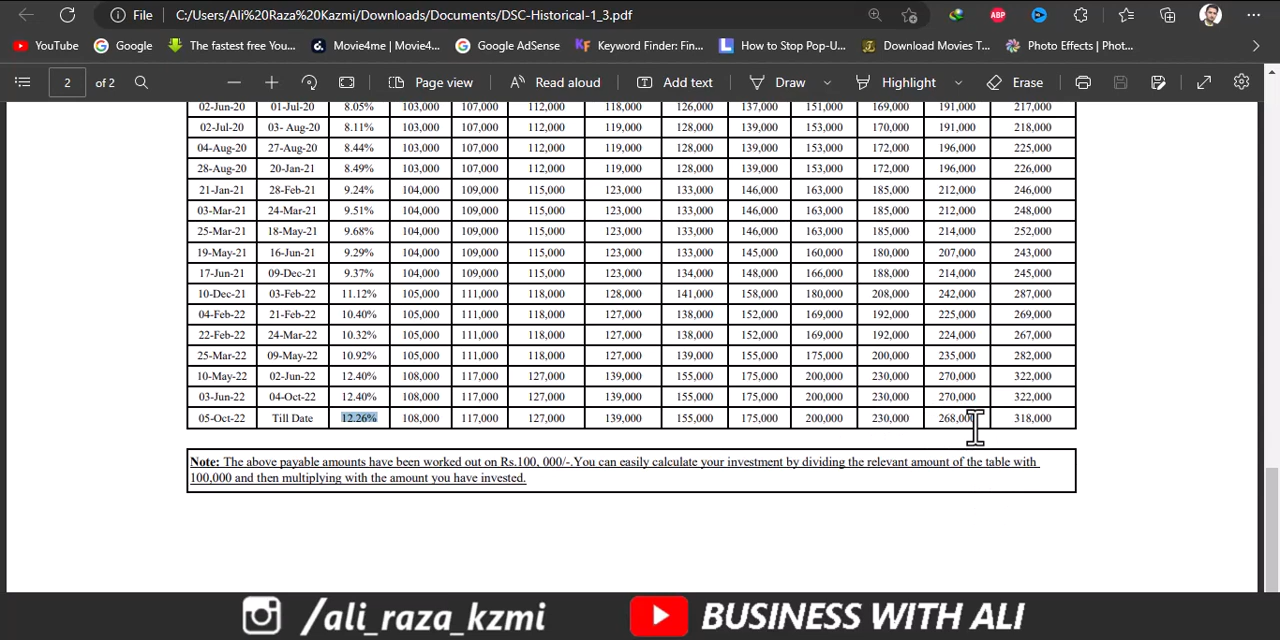 File C:/Users/Ali%20Raza%20Kazmi/Downloads/Documents/DSC-Historical-1_3.pdf ABP
YouTube Google The fastest free You... Movie4me | Movie4... Google AdSense KF Keyword Finder: Fin... L How to Stop Pop-U... Download Movies T... Photo Effects | Phot...
2 of 2 Page view Read aloud Add text Draw Highlight Erase
02-Jun-20 01-Jul-20 8.05% 103,000 107,000 112,000 118,000 126,000 137,000 151,000 169,000 191,000 217,000
02-Jul-20 03- Aug-20 8.11% 103,000 107,000 112,000 119,000 128,000 139,000 153,000 170,000 191,000 218,000
04-Aug-20 27-Aug-20 8.44% 103,000 107,000 112,000 119,000 128,000 139,000 153,000 172,000 196,000 225,000
28-Aug-20 20-Jan-21 8.49% 103,000 107,000 112,000 119,000 128,000 139,000 153,000 172,000 196,000 226,000
21-Jan-21 28-Feb-21 9.24% 104,000 109,000 115,000 123,000 133,000 146,000 163,000 185,000 212,000 246,000
03-Mar-21 24-Mar-21 9.51% 104,000 109,000 115,000 123,000 133,000 146,000 163,000 185,000 212,000 248,000
25-Mar-21 18-May-21 9.68% 104,000 109,000 115,000 123,000 133,000 146,000 163,000 185,000 214,000 252,000
19-May-21 16-Jun-21 9.29% 104,000 109,000 115,000 123,000 133,000 145,000 160,000 180,000 207,000 243,000
17-Jun-21 09-Dec-21 9.37% 104,000 109,000 115,000 123,000 134,000 148,000 166,000 188,000 214,000 245,000
10-Dec-21 03-Feb-22 11.12% 105,000 111,000 118,000 128,000 141,000 158,000 180,000 208,000 242,000 287,000
04-Feb-22 21-Feb-22 10.40% 105,000 111,000 118,000 127,000 138,000 152,000 169,000 192,000 225,000 269,000
22-Feb-22 24-Mar-22 10.32% 105,000 111,000 118,000 127,000 138,000 152,000 169,000 192,000 224,000 267,000
25-Mar-22 09-May-22 10.92% 105,000 111,000 118,000 127,000 139,000 155,000 175,000 200,000 235,000 282,000
10-May-22 02-Jun-22 12.40% 108,000 117,000 127,000 139,000 155,000 175,000 200,000 230,000 270,000 322,000
03-Jun-22 04-Oct-22 12.40% 108,000 117,000 127,000 139,000 155,000 175,000 200,000 230,000 270,000 322,000
05-Oct-22 Till Date 12.26% 108,000 117,000 127,000 139,000 155,000 175,000 200,000 230,000 268,000 318,000
Note: The above payable amounts have been worked out on Rs.100, 000/-.You can easily calculate your investment by dividing the relevant amount of the table with
100,000 and then multiplying with the amount you have invested.
/ali_raza_kzmi BUSINESS WITH ALI